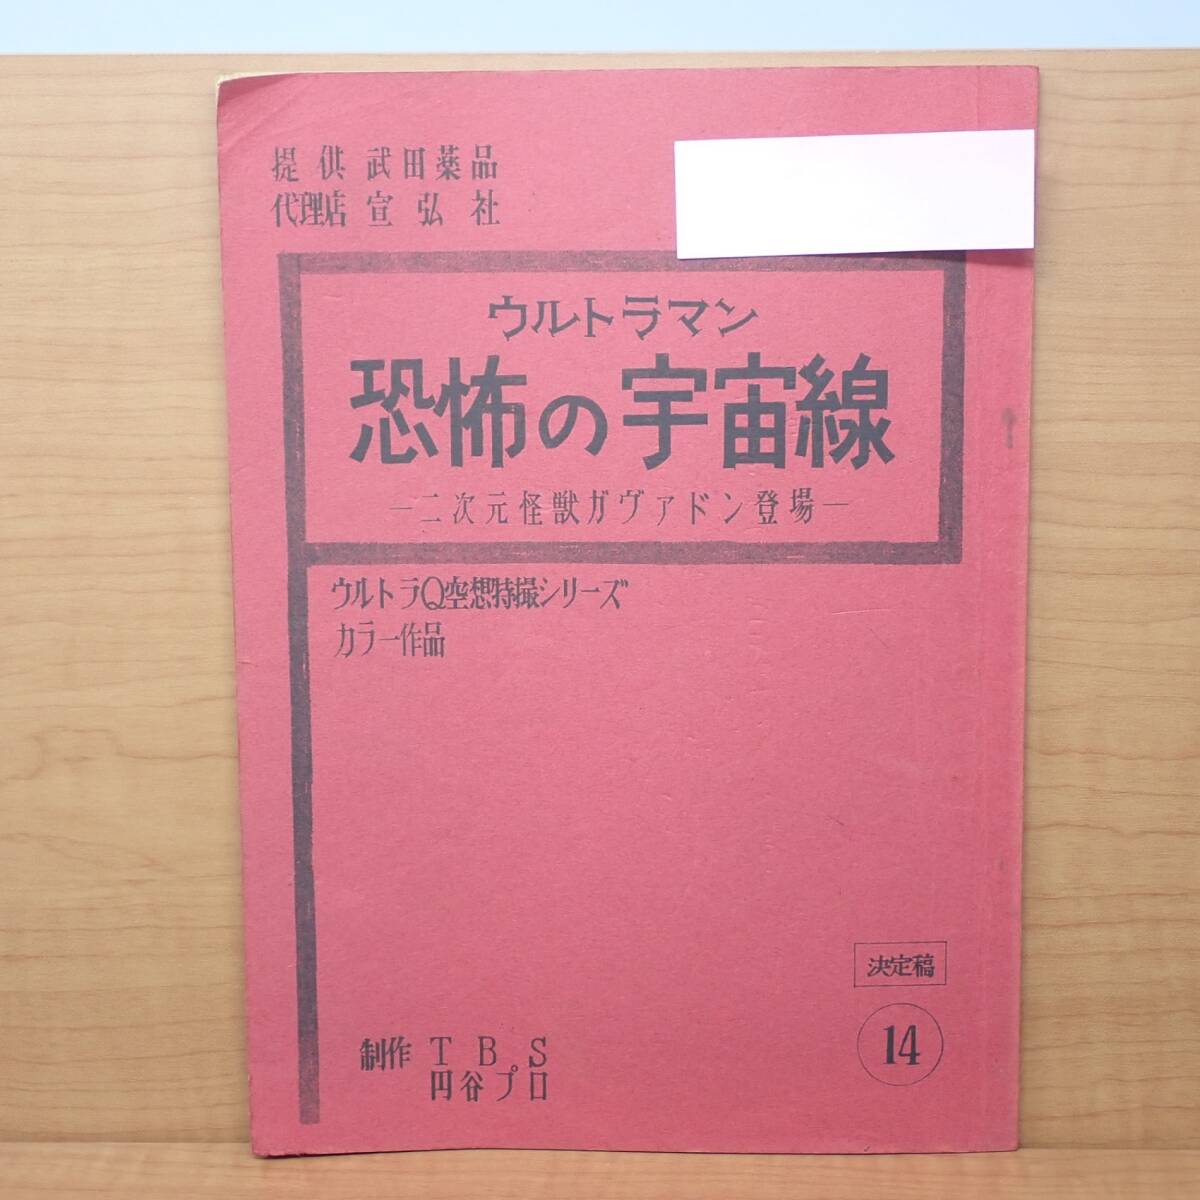 提供 武田薬品
代理店 宣弘社
ウルトラマン
恐怖の宇宙線
—二次元怪獣ガヴァドン登場—
ウルトラQ空想特撮シリーズ
カラー作品
決定稿
14
制作 TBS
円谷プロ